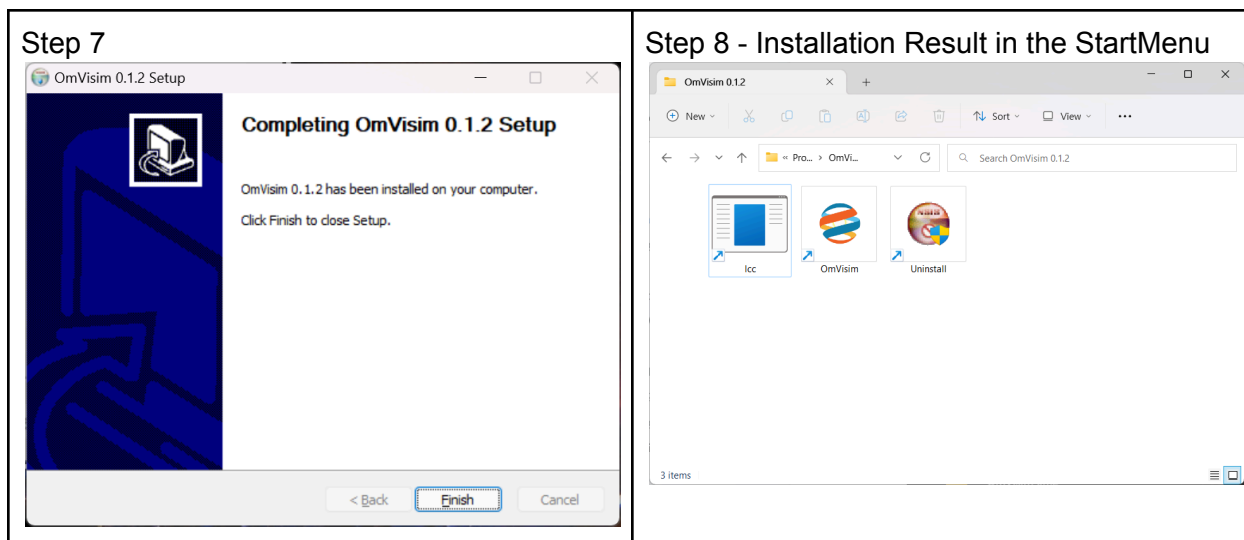 Step 7
OmVisim 0.1.2 Setup
Completing OmVisim 0.1.2 Setup
OmVisim 0.1.2 has been installed on your computer.
Click Finish to close Setup.
< Back
Finish
Cancel
Step 8 - Installation Result in the StartMenu
OmVisim 0.1.2
New
Sort
View
« Pro... › OmVi...
Search OmVisim 0.1.2
Icc
OmVisim
Uninstall
3 items